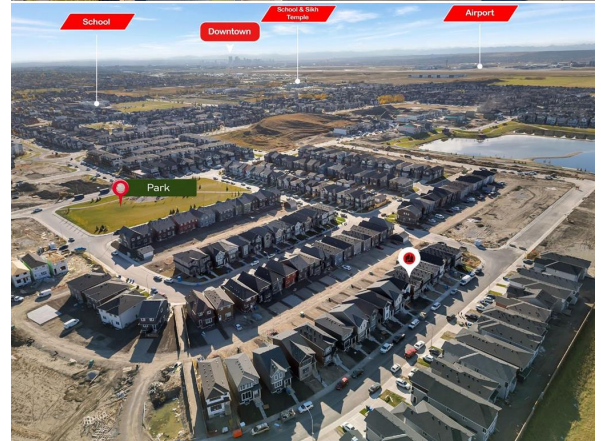 School
Downtown
School & Sikh
Temple
Airport
Park